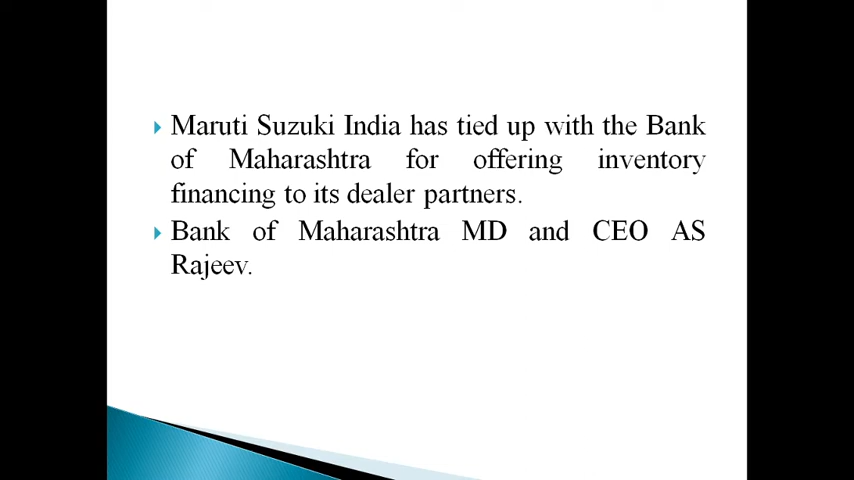 Maruti Suzuki India has tied up with the Bank
of Maharashtra for offering inventory
financing to its dealer partners.
Bank of Maharashtra MD and CEO AS
Rajeev.